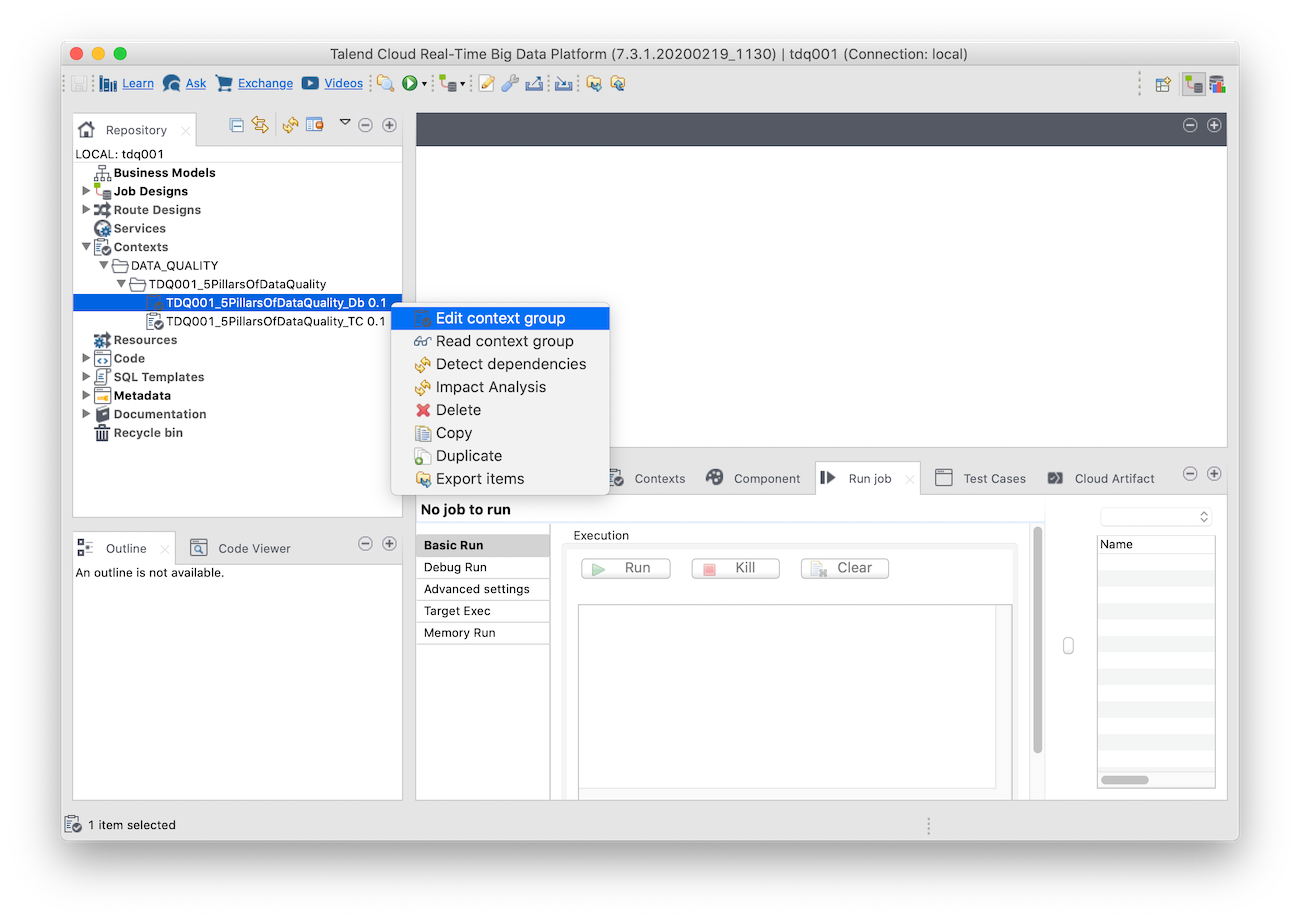 Talend Cloud Real-Time Big Data Platform (7.3.1.20200219_1130) | tdq001 (Connection: local)
Learn Ask Exchange Videos
Repository
LOCAL: tdq001
Business Models
Job Designs
Route Designs
Services
Contexts
DATA_QUALITY
TDQ001_5PillarsOfDataQuality
TDQ001_5PillarsOfDataQuality_Db 0.1
TDQ001_5PillarsOfDataQuality_TC 0.1
Resources
Code
SQL Templates
Metadata
Documentation
Recycle bin
Edit context group
Read context group
Detect dependencies
Impact Analysis
Delete
Copy
Duplicate
Export items
Contexts Component Run job Test Cases Cloud Artifact
No job to run
Basic Run
Debug Run
Advanced settings
Target Exec
Memory Run
Execution
Run Kill Clear
Name
Outline Code Viewer
An outline is not available.
1 item selected